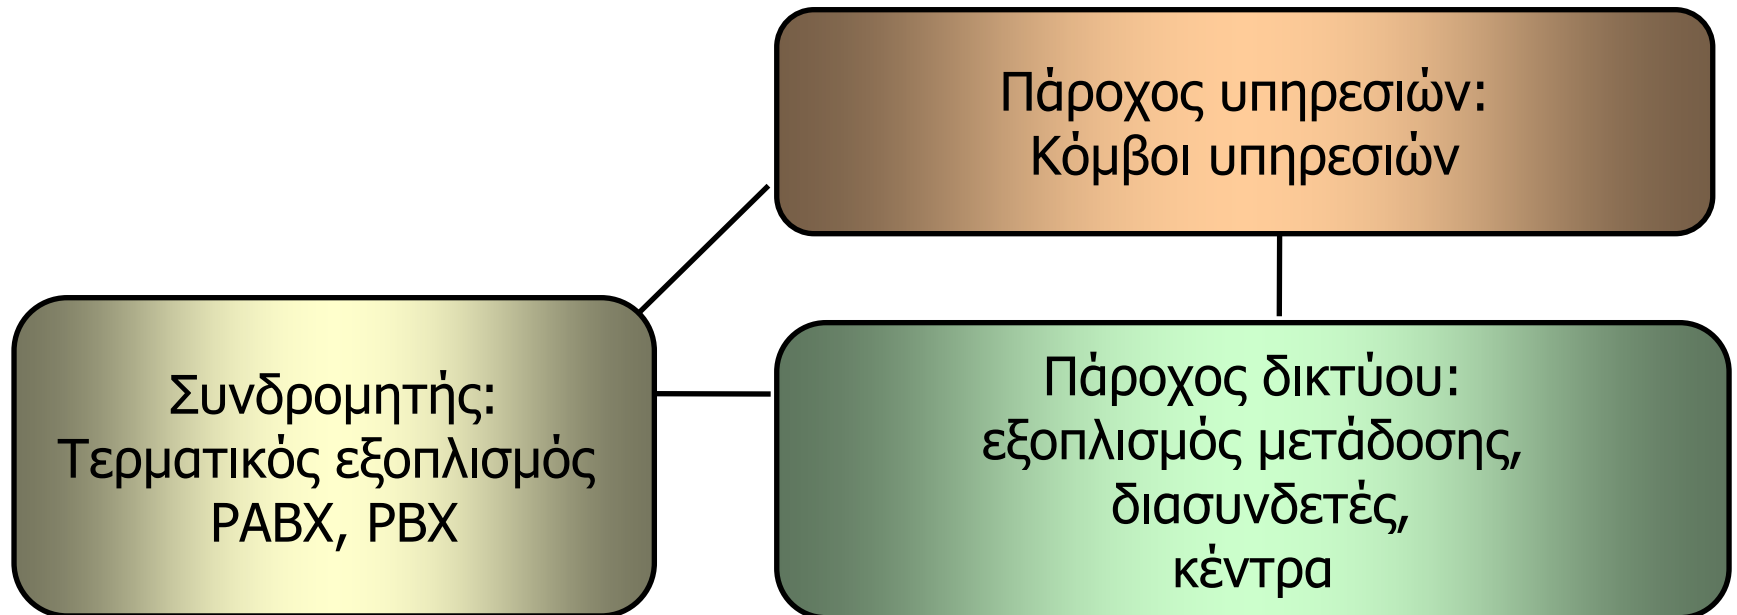 Πάροχος υπηρεσιών:
Κόμβοι υπηρεσιών
Συνδρομητής:
Τερματικός εξοπλισμός
PABX, PBX
Πάροχος δικτύου:
εξοπλισμός μετάδοσης,
διασυνδετές,
κέντρα